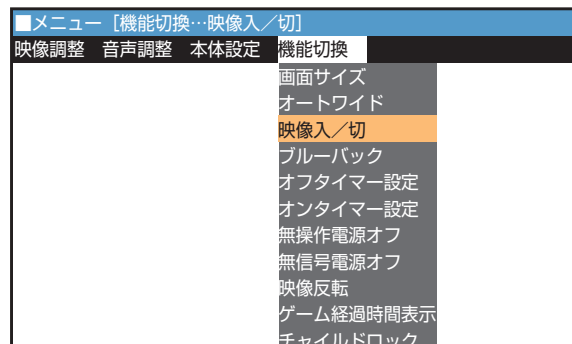 ■メニュー［機能切換…映像入／切］
映像調整 音声調整 本体設定 機能切換
画面サイズ
オートワイド
映像入／切
ブルーバック
オフタイマー設定
オンタイマー設定
無操作電源オフ
無信号電源オフ
映像反転
ゲーム経過時間表示
チャイルドロック